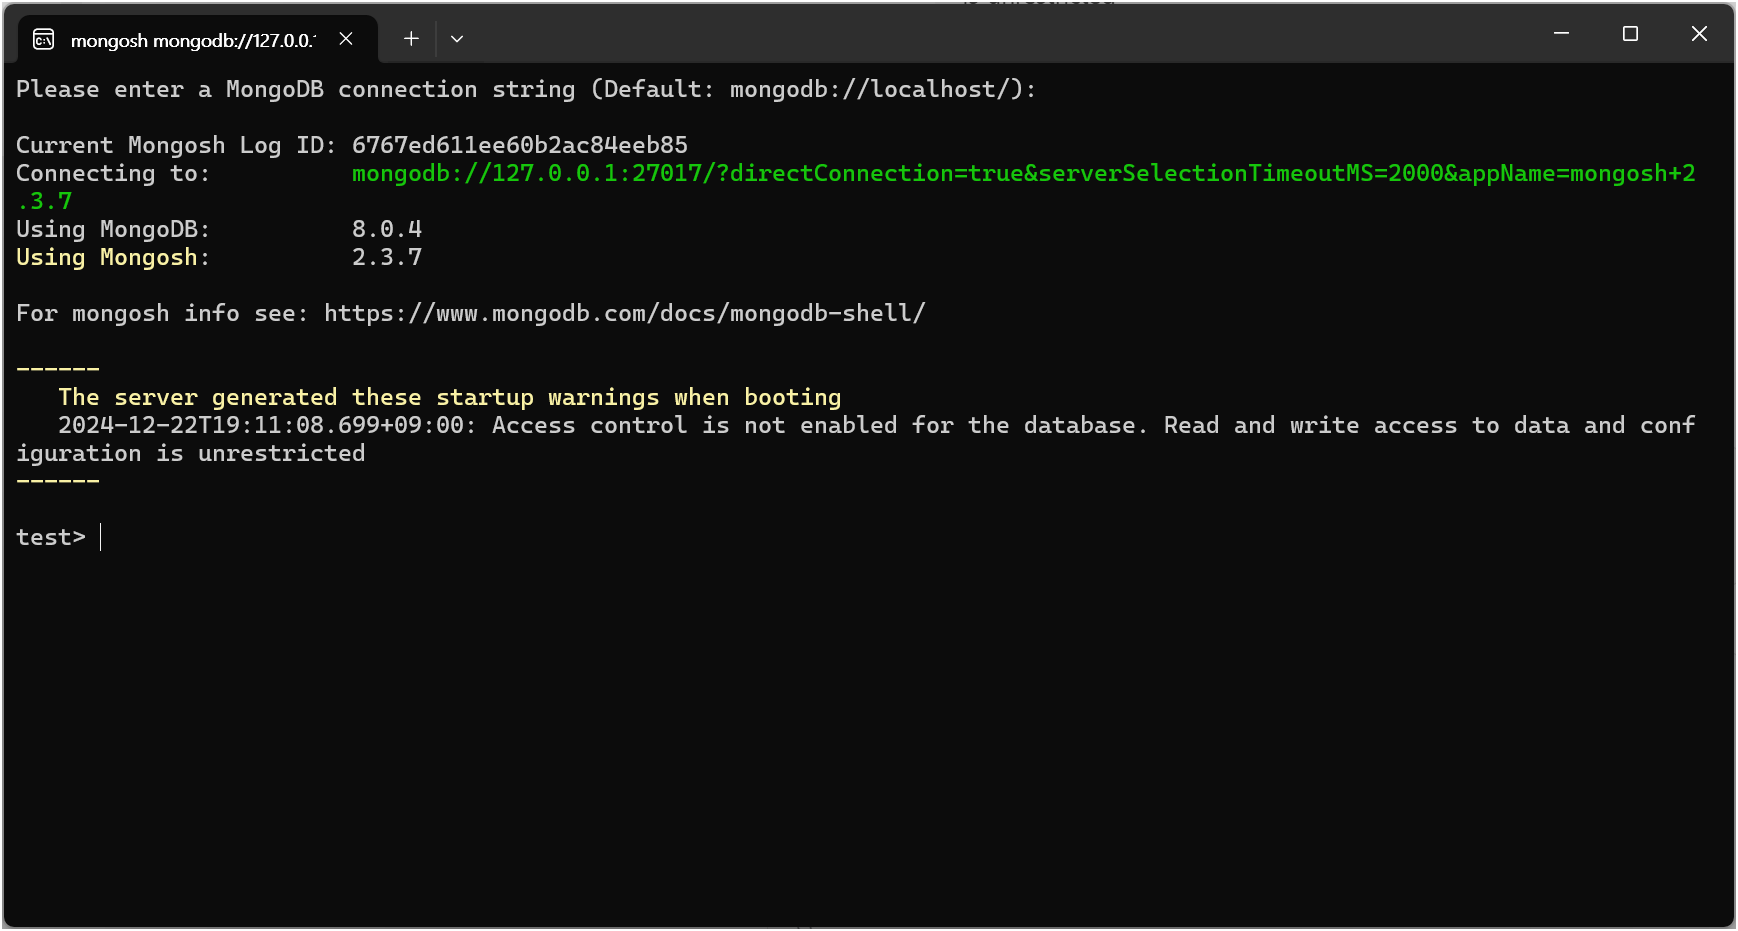 mongosh mongodb://127.0.0.
Please enter a MongoDB connection string (Default: mongodb://localhost/):
Current Mongosh Log ID: 6767ed611ee60b2ac84eeb85
Connecting to: mongodb://127.0.0.1:27017/?directConnection=true&serverSelectionTimeoutMS=2000&appName=mongosh+2
.3.7
Using MongoDB: 8.0.4
Using Mongosh: 2.3.7
For mongosh info see: https://www.mongodb.com/docs/mongodb-shell/
------
The server generated these startup warnings when booting
2024-12-22T19:11:08.699+09:00: Access control is not enabled for the database. Read and write access to data and conf
iguration is unrestricted
------
test>